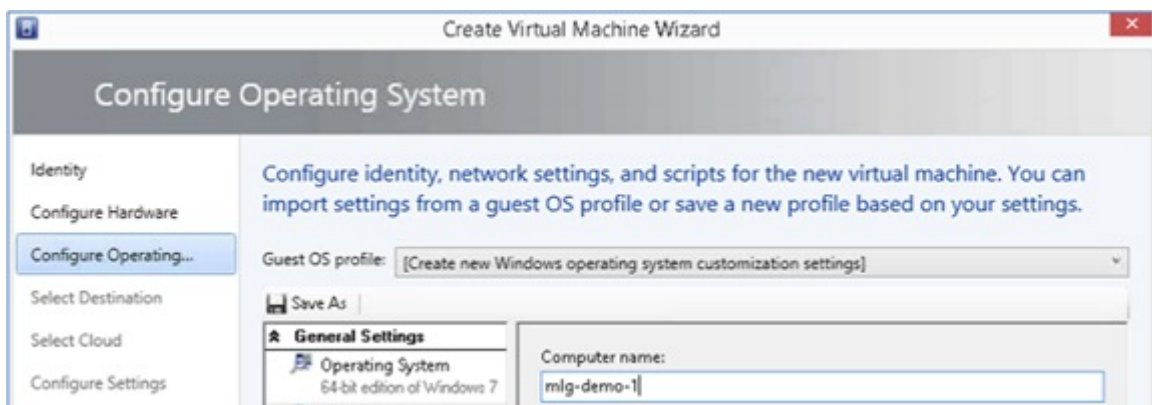 Create Virtual Machine Wizard
Configure Operating System
Identity
Configure Hardware
Configure Operating...
Select Destination
Select Cloud
Configure Settings
Configure identity, network settings, and scripts for the new virtual machine. You can
import settings from a guest OS profile or save a new profile based on your settings.
Guest OS profile: [Create new Windows operating system customization settings]
Save As
General Settings
Operating System
64-bit edition of Windows 7
Computer name:
mlg-demo-1